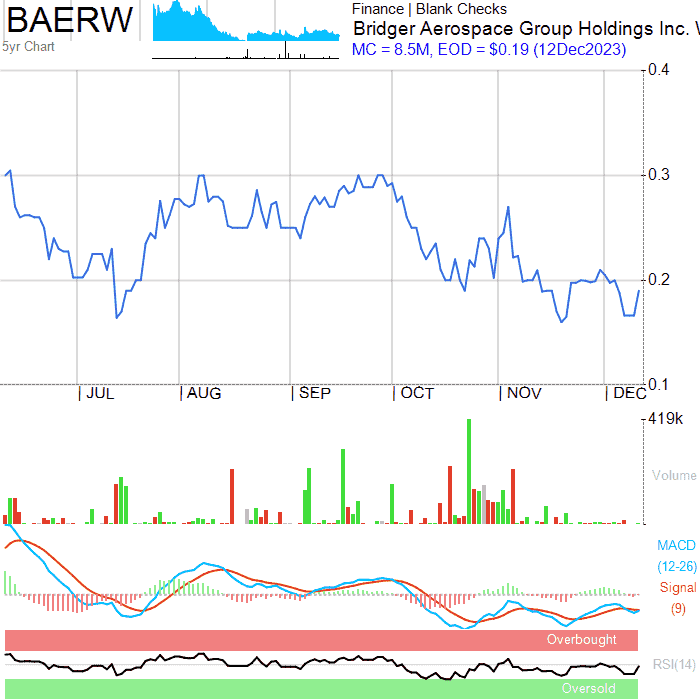 BAERW
5yr Chart
Finance | Blank Checks
Bridger Aerospace Group Holdings Inc. W
MC = 8.5M, EOD = $0.19 (12Dec2023)
0.4
0.3
0.2
0.1
| JUL | AUG | SEP | OCT | NOV | DEC
419k
Volume
MACD
(12-26)
Signal
(9)
Overbought
RSI(14)
Oversold